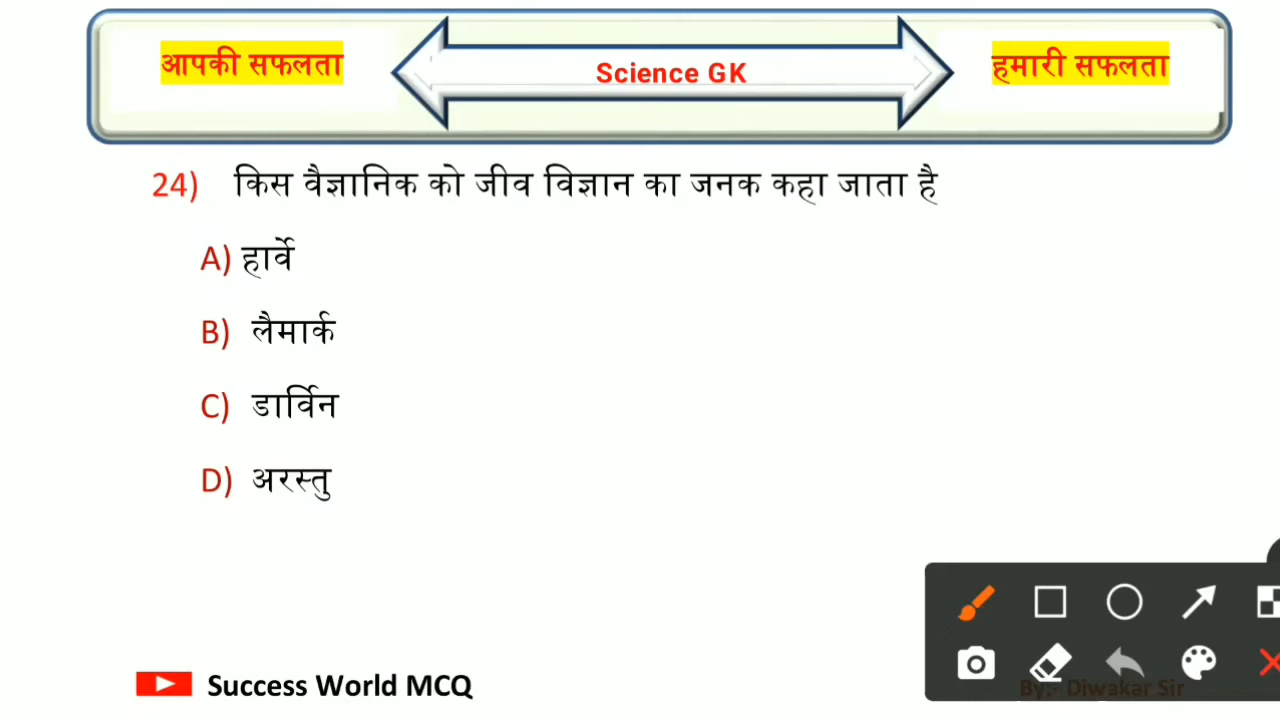 आपकी सफलता
Science GK
हमारी सफलता
24) किस वैज्ञानिक को जीव विज्ञान का जनक कहा जाता है
A) हार्वे
B) लैमार्क
C) डार्विन
D) अरस्तु
Success World MCQ
By:- Diwakar Sir